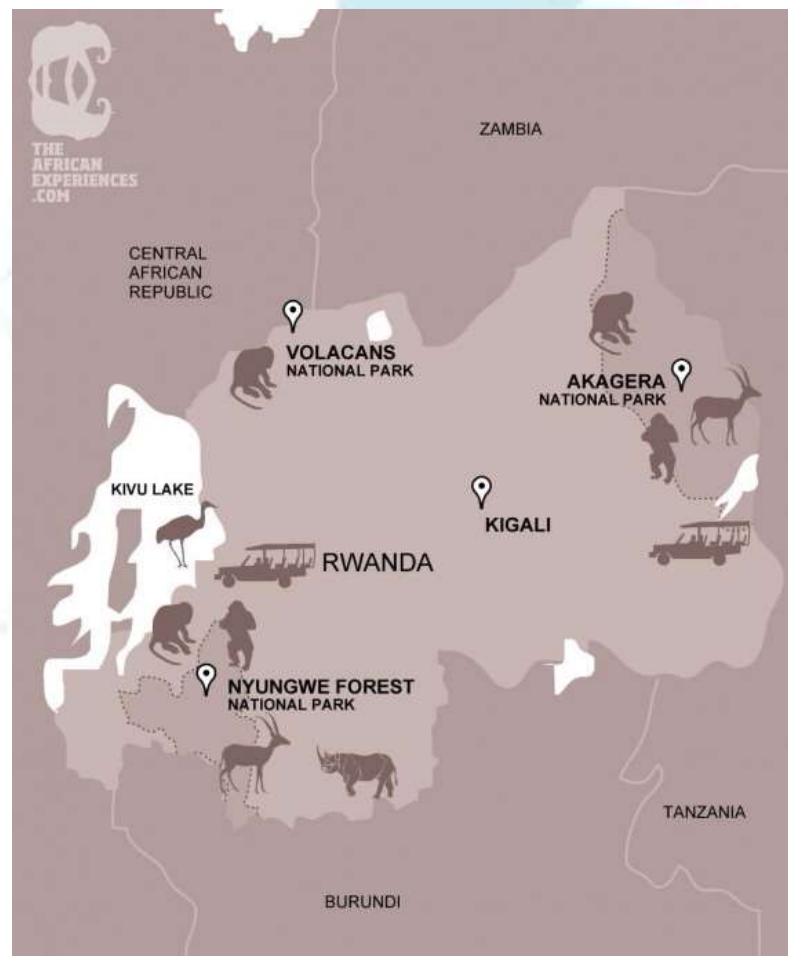 THE
AFRICAN
EXPERIENCES
.COM
ZAMBIA
CENTRAL
AFRICAN
REPUBLIC
VOLACANS
NATIONAL PARK
AKAGERA
NATIONAL PARK
KIVU LAKE
KIGALI
RWANDA
NYUNGWE FOREST
NATIONAL PARK
TANZANIA
BURUNDI